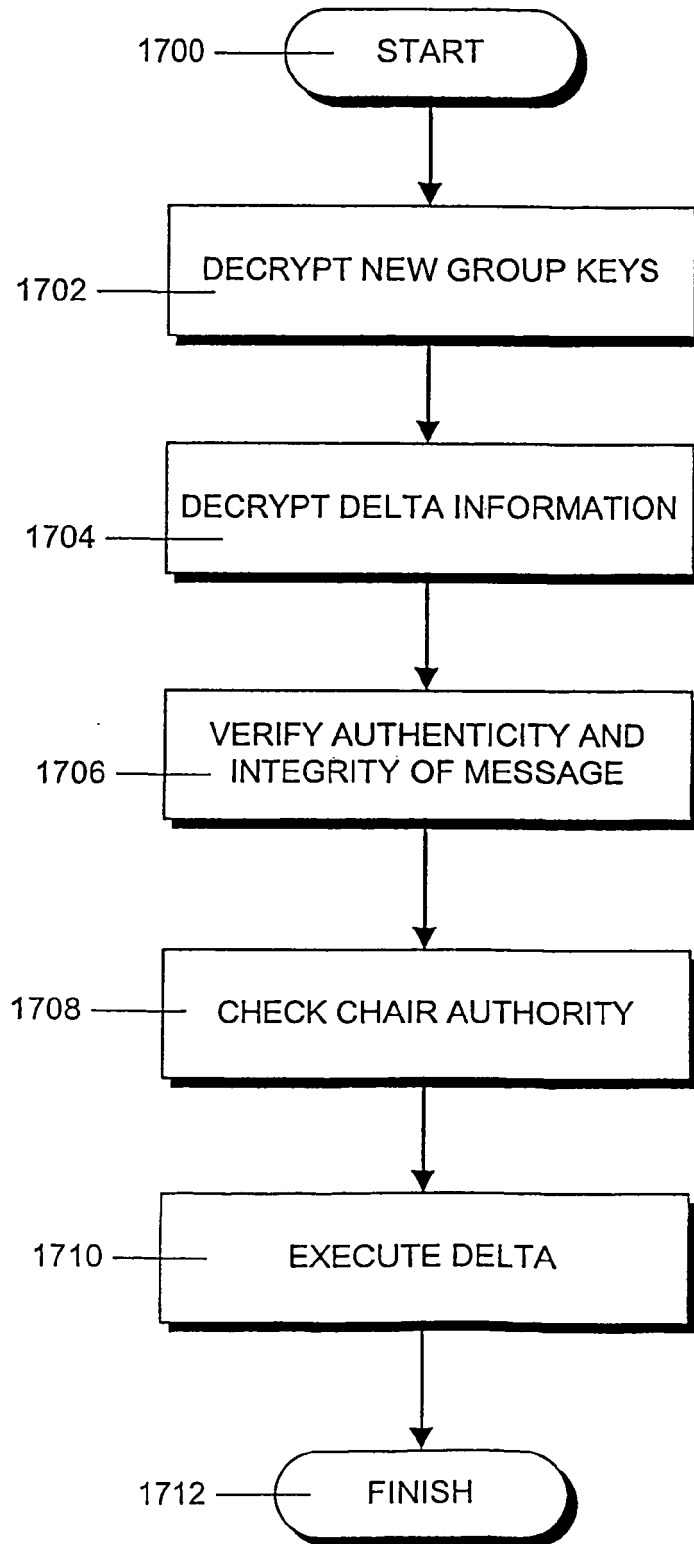 1700 START
1702 DECRYPT NEW GROUP KEYS
1704 DECRYPT DELTA INFORMATION
1706 VERIFY AUTHENTICITY AND
INTEGRITY OF MESSAGE
1708 CHECK CHAIR AUTHORITY
1710 EXECUTE DELTA
1712 FINISH